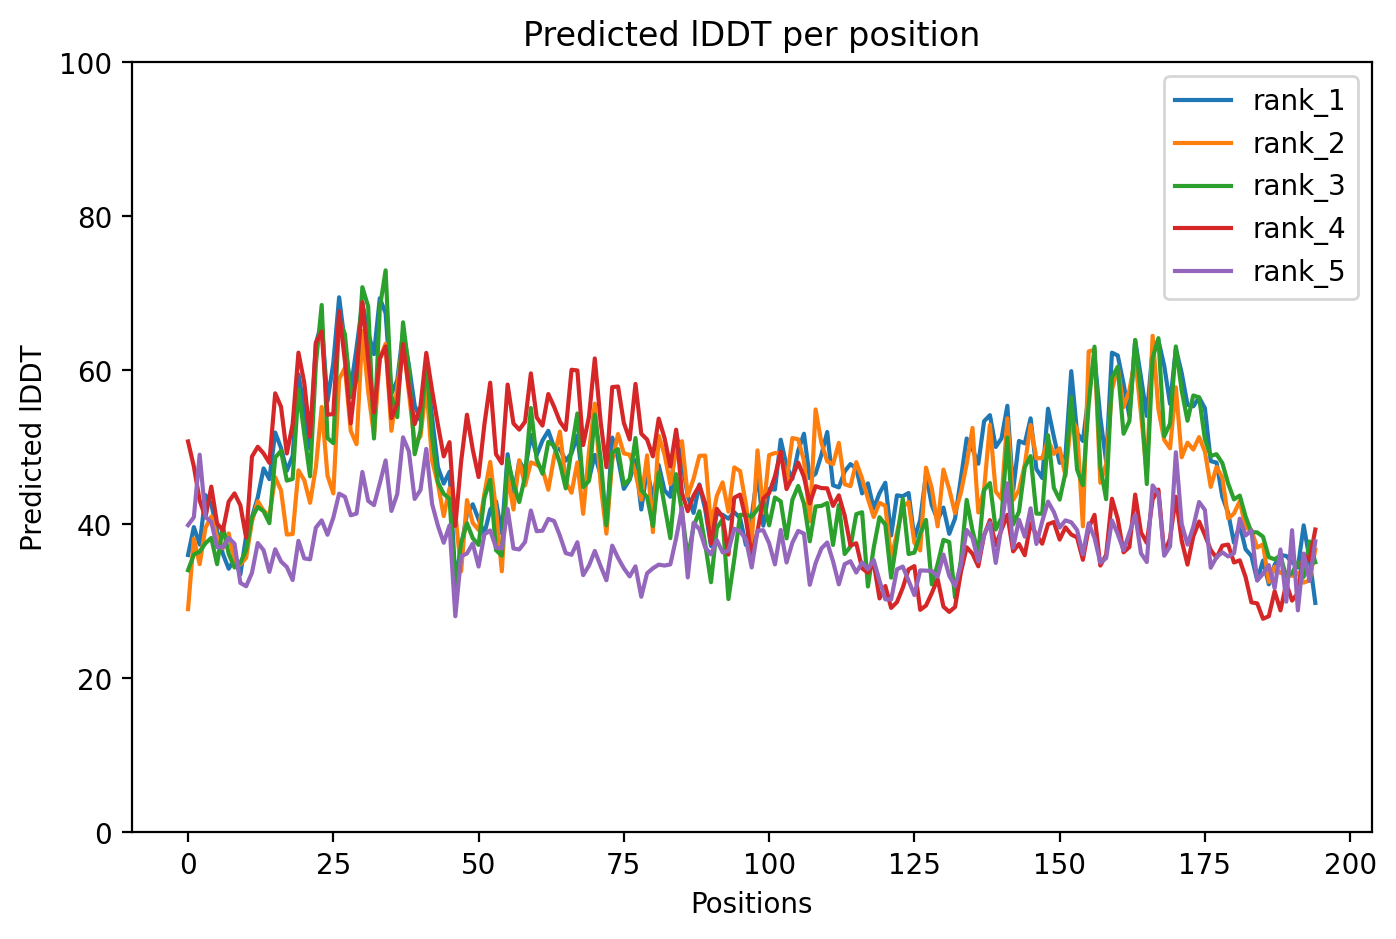 Predicted lDDT per position
100
80
60
40
20
0
Predicted lDDT
0 25 50 75 100 125 150 175 200
Positions
rank_1
rank_2
rank_3
rank_4
rank_5